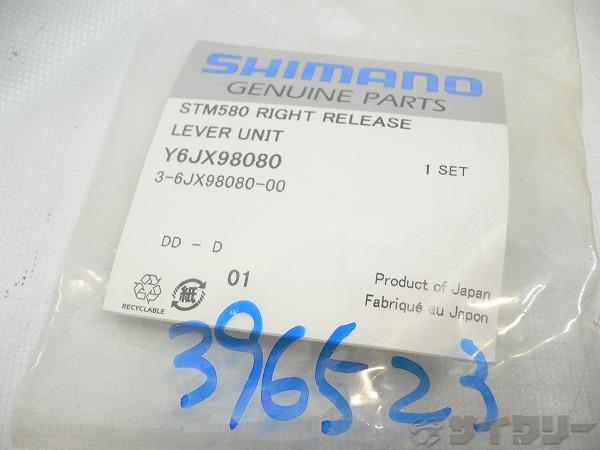 SHIMANO
GENUINE PARTS
STM580 RIGHT RELEASE
LEVER UNIT
Y6JX98080
1 SET
3-6JX98080-00
DD - D
01
Product of Japan
Fabriqué au Japon
RECYCLABLE
紙
396523
サイクリー